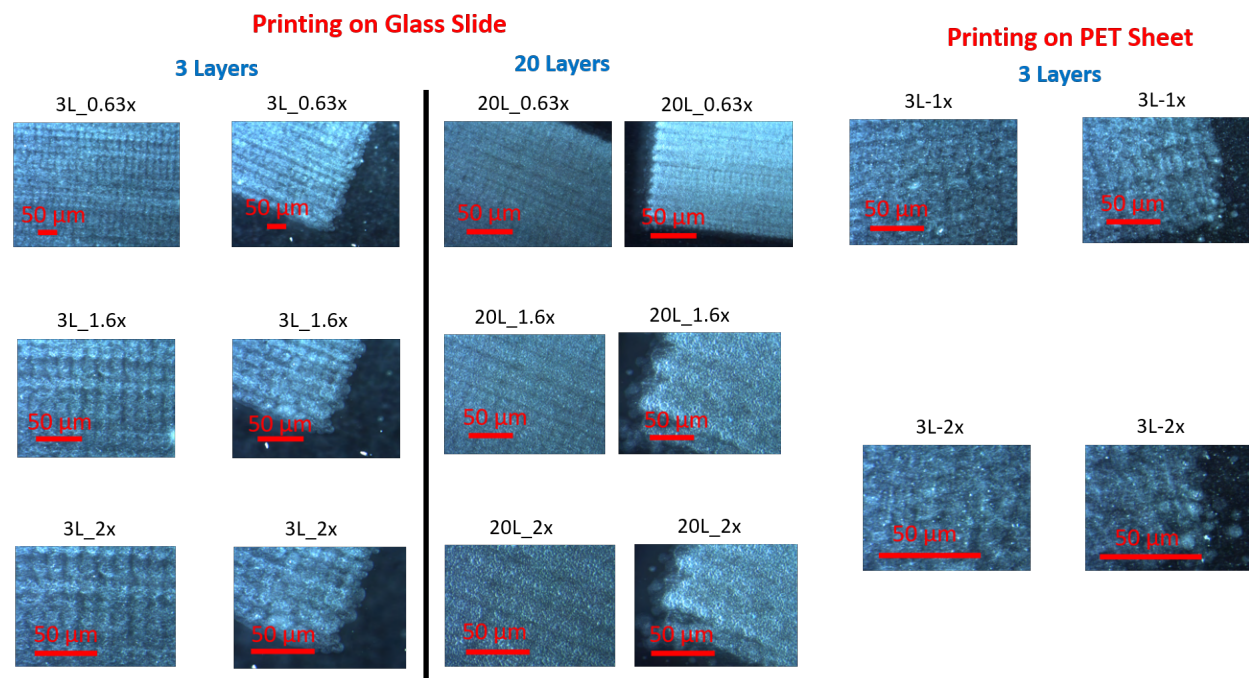 Printing on Glass Slide
Printing on PET Sheet
3 Layers
20 Layers
3 Layers
3L_0.63x
3L_0.63x
20L_0.63x
20L_0.63x
3L-1x
3L-1x
50 μm
50 μm
50 μm
50 μm
50 μm
50 μm
3L_1.6x
3L_1.6x
20L_1.6x
20L_1.6x
50 μm
50 μm
50 μm
50 μm
3L-2x
3L-2x
50 μm
50 μm
3L_2x
3L_2x
20L_2x
20L_2x
50 μm
50 μm
50 μm
50 μm